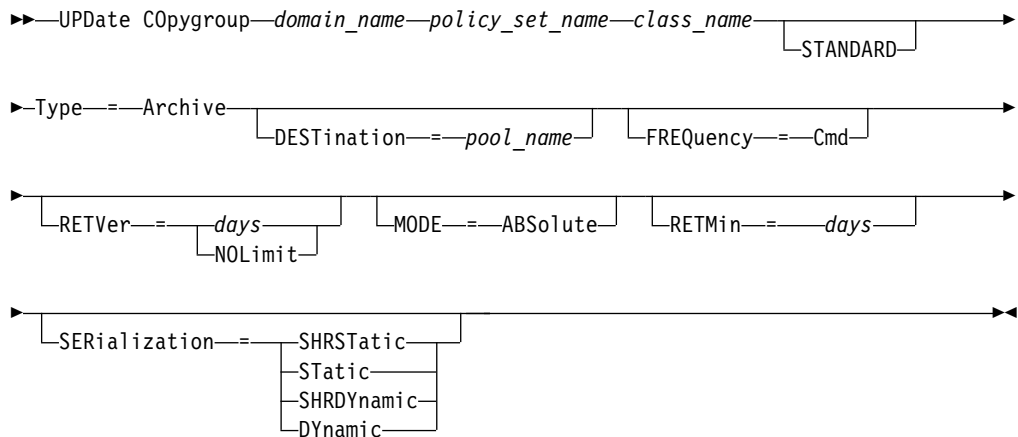 UPDate COpygroup domain_name policy_set_name class_name
STANDARD
Type = Archive
DESTination = pool_name
FREQuency = Cmd
RETVer = days
NOLimit
MODE = ABSolute
RETMin = days
SERialization = SHRSTatic
STatic
SHRDYnamic
DYnamic